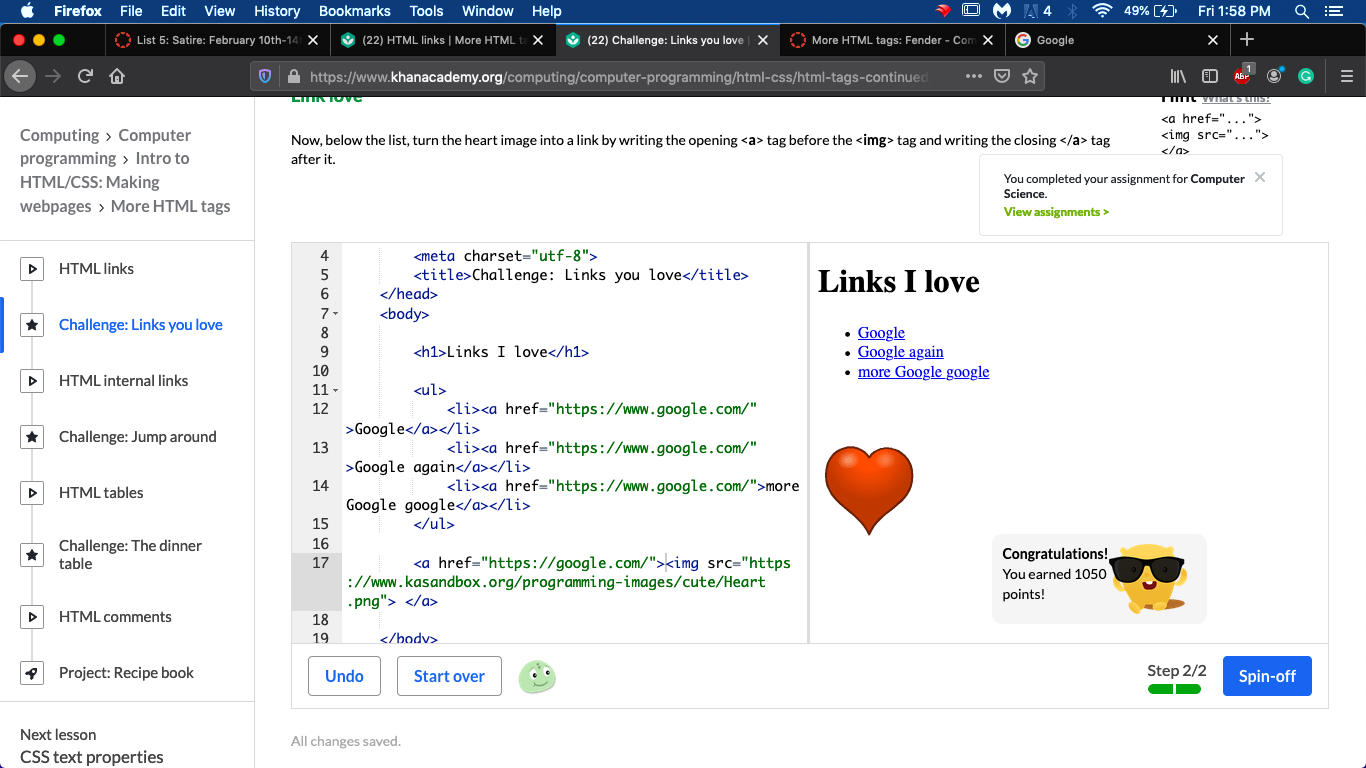 Firefox File Edit View History Bookmarks Tools Window Help 4 49% Fri 1:58 PM
List 5: Satire: February 10th-14 (22) HTML links | More HTML ta (22) Challenge: Links you love | More HTML tags: Fender - Com Google
https://www.khanacademy.org/computing/computer-programming/html-css/html-tags-continued
ABP 1
Computing › Computer
programming › Intro to
HTML/CSS: Making
webpages › More HTML tags
HTML links
Challenge: Links you love
HTML internal links
Challenge: Jump around
HTML tables
Challenge: The dinner
table
HTML comments
Project: Recipe book
Next lesson
CSS text properties
Link love
Now, below the list, turn the heart image into a link by writing the opening <a> tag before the <img> tag and writing the closing </a> tag
after it.
Hint What's this?
<a href="...">
<img src="...">
</a>
You completed your assignment for Computer
Science.
View assignments >
4 <meta charset="utf-8">
5 <title>Challenge: Links you love</title>
6 </head>
7 <body>
8
9 <h1>Links I love</h1>
10
11 <ul>
12 <li><a href="https://www.google.com/"
>Google</a></li>
13 <li><a href="https://www.google.com/"
>Google again</a></li>
14 <li><a href="https://www.google.com/">more
Google google</a></li>
15 </ul>
16
17 <a href="https://google.com/"><img src="https
://www.kasandbox.org/programming-images/cute/Heart
.png"> </a>
18
19 </body>
Links I love
• Google
• Google again
• more Google google
Congratulations!
You earned 1050
points!
Undo Start over Step 2/2 Spin-off
All changes saved.